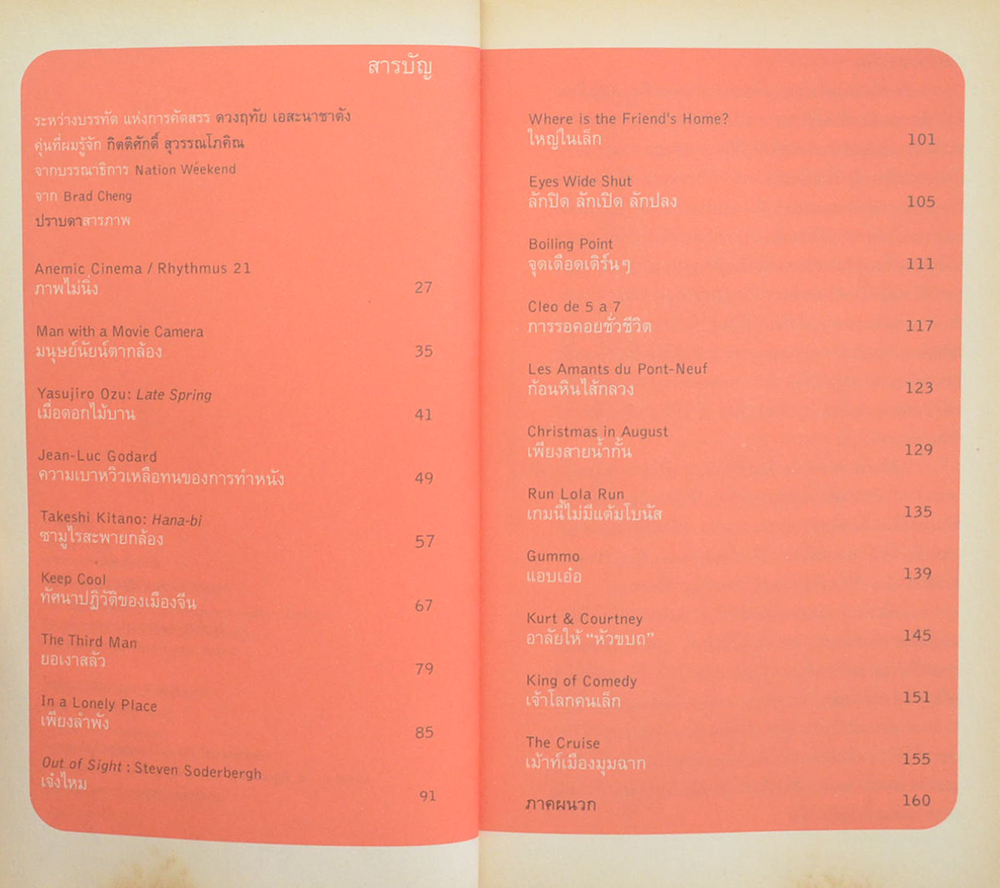 สารบัญ
ระหว่างบรรทัด แห่งการคัดสรร ดวงฤทัย เอสะนาชาตัง
คุ่นที่ผมรู้จัก กิตติศักดิ์ สุวรรณโภคิน
จากบรรณาธิการ Nation Weekend
จาก Brad Cheng
ปราบดาสารภาพ
Anemic Cinema / Rhythmus 21
ภาพไม่นิ่ง 27
Man with a Movie Camera
มนุษย์นัยน์ตากล้อง 35
Yasujiro Ozu: Late Spring
เมื่อดอกไม้บาน 41
Jean-Luc Godard
ความเบาหวิวเหลือทนของการทำหนัง 49
Takeshi Kitano: Hana-bi
ซามูไรสะพายกล้อง 57
Keep Cool
ทัศนาปฏิวัติของเมืองจีน 67
The Third Man
ยอเงาสลัว 79
In a Lonely Place
เพียงลำพัง 85
Out of Sight : Steven Soderbergh
เจ๋งไหม 91
Where is the Friend's Home?
ใหญ่ในเล็ก 101
Eyes Wide Shut
ลักปิด ลักเปิด ลักปลง 105
Boiling Point
จุดเดือดเดิร์นๆ 111
Cleo de 5 a 7
การรอคอยชั่วชีวิต 117
Les Amants du Pont-Neuf
ก้อนหินไส้กลวง 123
Christmas in August
เพียงสายน้ำกั้น 129
Run Lola Run
เกมนี้ไม่มีแต้มโบนัส 135
Gummo
แอบเอ๋อ 139
Kurt & Courtney
อาลัยให้ “หัวขบถ” 145
King of Comedy
เจ้าโลกคนเล็ก 151
The Cruise
เม้าท์เมืองมุมฉาก 155
ภาคผนวก 160